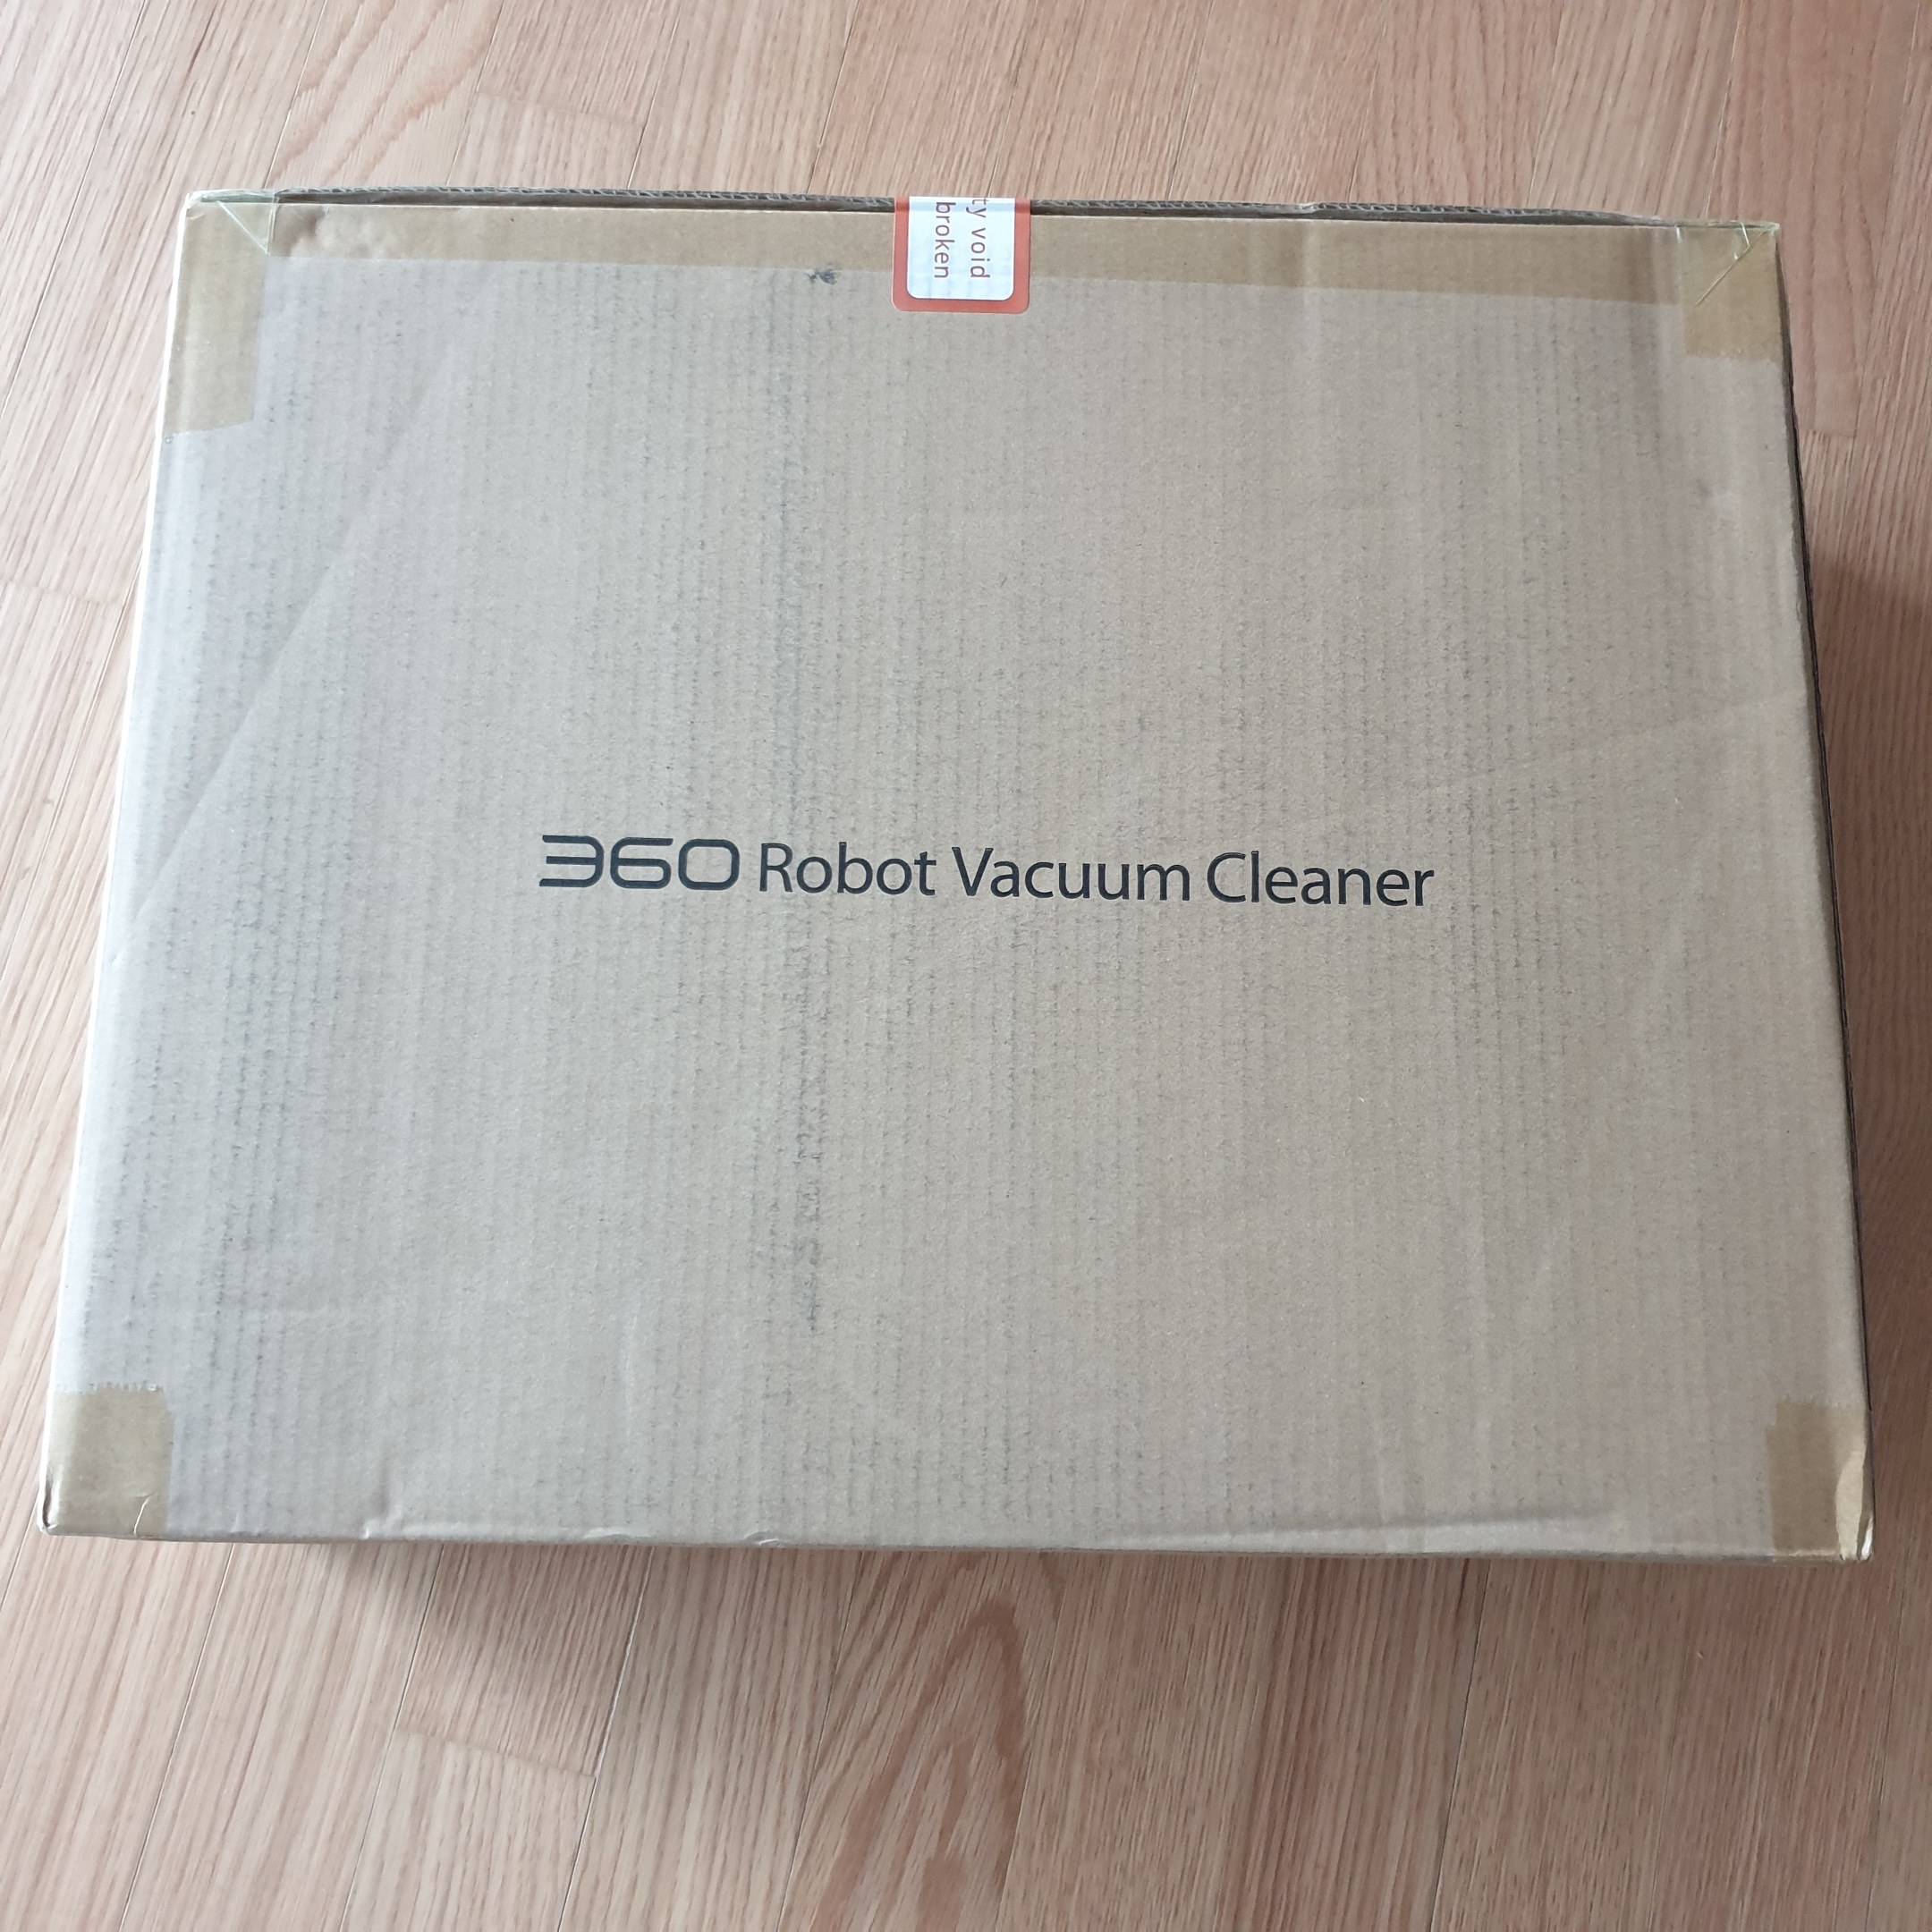 ty void
broken
360 Robot Vacuum Cleaner